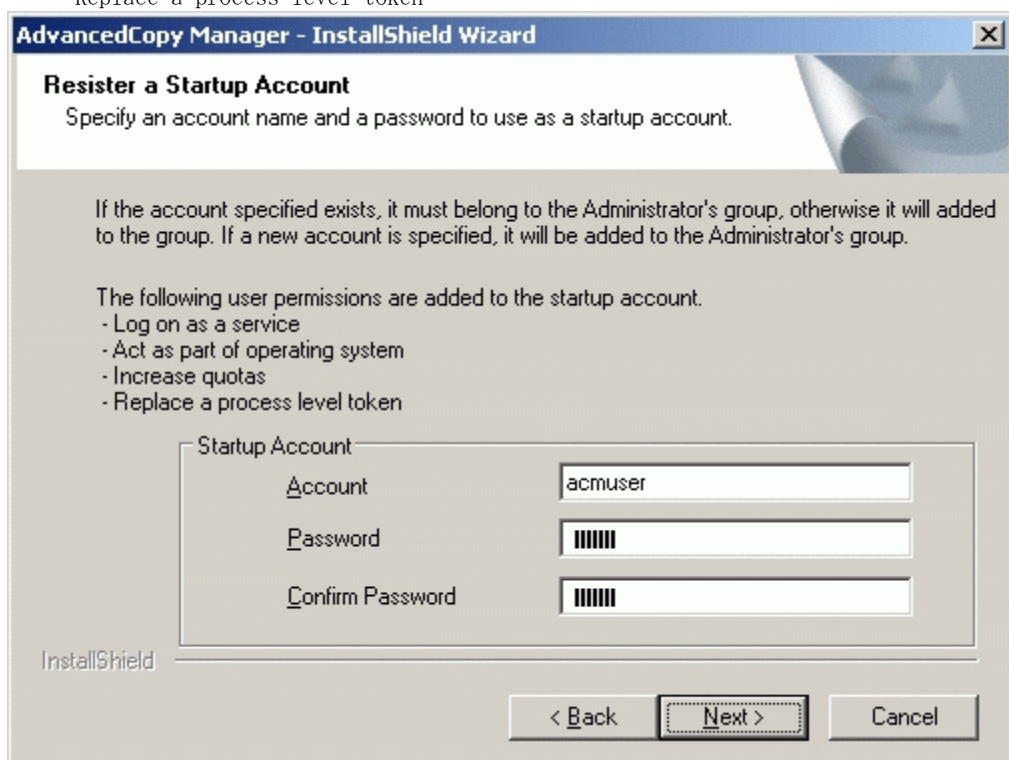 Replace a process level token
AdvancedCopy Manager - InstallShield Wizard
Resister a Startup Account
Specify an account name and a password to use as a startup account.
If the account specified exists, it must belong to the Administrator's group, otherwise it will added
to the group. If a new account is specified, it will be added to the Administrator's group.
The following user permissions are added to the startup account.
- Log on as a service
- Act as part of operating system
- Increase quotas
- Replace a process level token
Startup Account
Account acmuser
Password
Confirm Password
InstallShield
< Back Next > Cancel